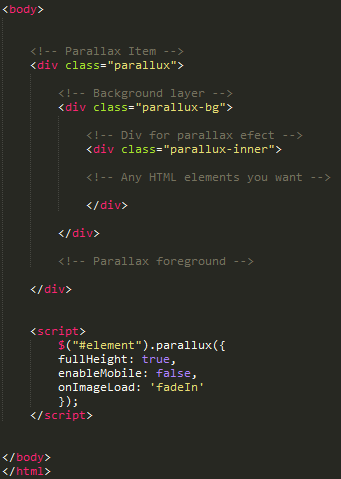 <body>
<!-- Parallax Item -->
<div class="parallux">
<!-- Background layer -->
<div class="parallux-bg">
<!-- Div for parallax efect -->
<div class="parallux-inner">
<!-- Any HTML elements you want -->
</div>
</div>
<!-- Parallax foreground -->
</div>
<script>
$("#element").parallux({
fullHeight: true,
enableMobile: false,
onImageLoad: 'fadeIn'
});
</script>
</body>
</html>